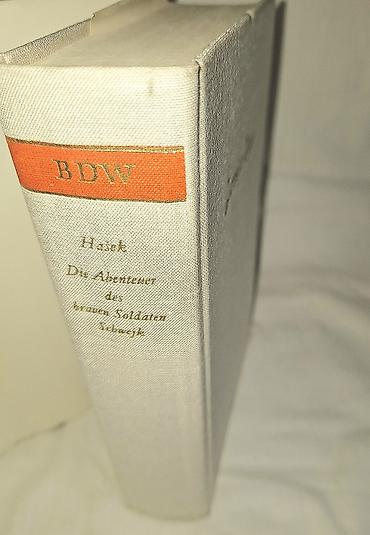 BDW
Hašek
Die Abenteuer
des
braven Soldaten
Schwejk